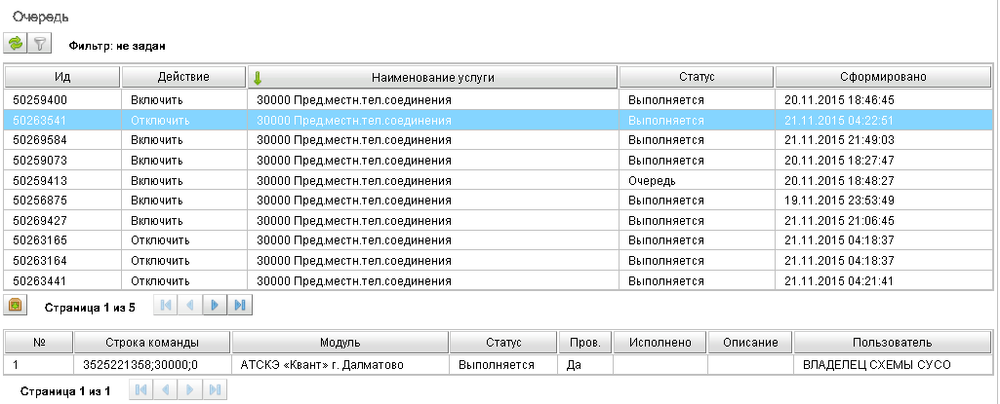 Очередь
Фильтр: не задан
Ид Действие Наименование услуги Статус Сформировано
50259400 Включить 30000 Пред.местн.тел.соединения Выполняется 20.11.2015 18:46:45
50263541 Отключить 30000 Пред.местн.тел.соединения Выполняется 21.11.2015 04:22:51
50269584 Включить 30000 Пред.местн.тел.соединения Выполняется 21.11.2015 21:49:03
50259073 Включить 30000 Пред.местн.тел.соединения Выполняется 20.11.2015 18:27:47
50259413 Включить 30000 Пред.местн.тел.соединения Очередь 20.11.2015 18:48:27
50256875 Включить 30000 Пред.местн.тел.соединения Выполняется 19.11.2015 23:53:49
50269427 Включить 30000 Пред.местн.тел.соединения Выполняется 21.11.2015 21:06:45
50263165 Отключить 30000 Пред.местн.тел.соединения Выполняется 21.11.2015 04:18:37
50263164 Отключить 30000 Пред.местн.тел.соединения Выполняется 21.11.2015 04:18:37
50263441 Отключить 30000 Пред.местн.тел.соединения Выполняется 21.11.2015 04:21:41
Страница 1 из 5
№ Строка команды Модуль Статус Пров. Исполнено Описание Пользователь
1 3525221358;30000;0 АТСКЭ «Квант» г. Далматово Выполняется Да ВЛАДЕЛЕЦ СХЕМЫ СУСО
Страница 1 из 1